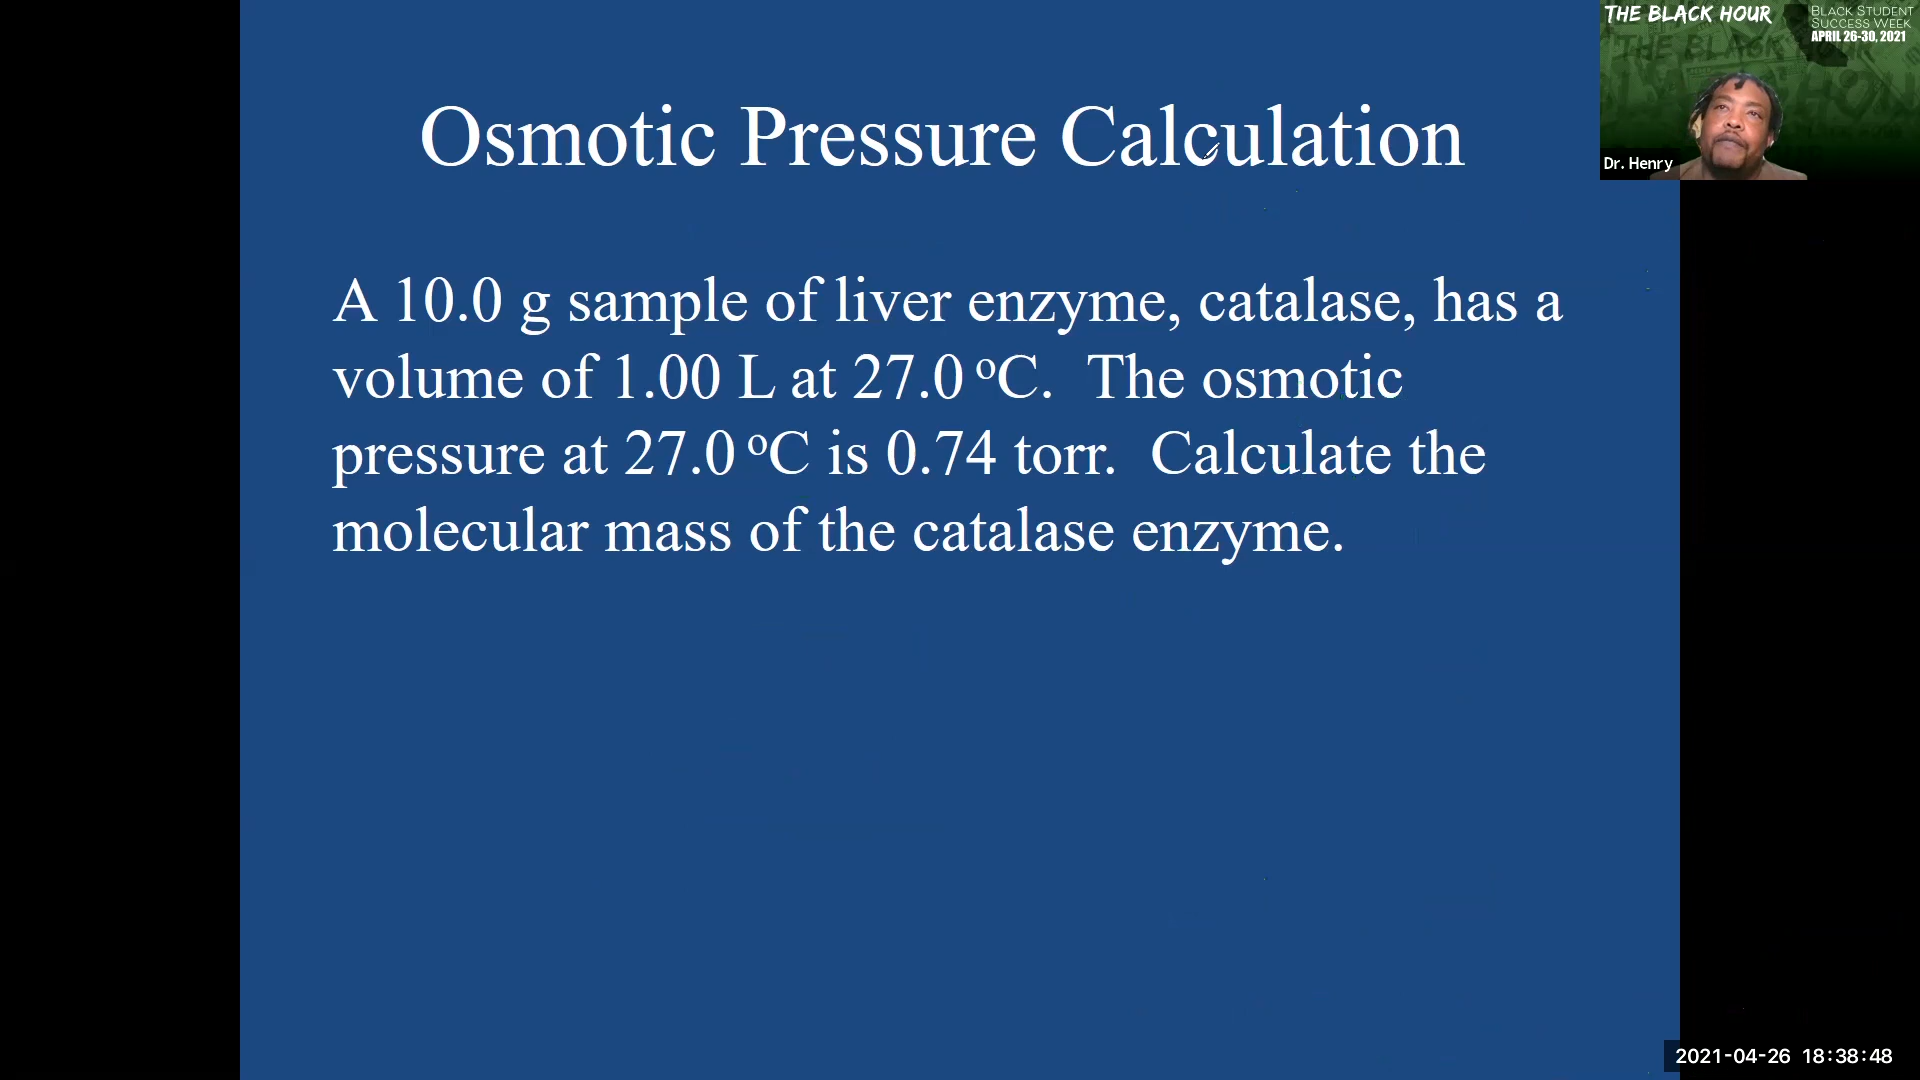 Osmotic Pressure Calculation
A 10.0 g sample of liver enzyme, catalase, has a
volume of 1.00 L at 27.0 °C.  The osmotic
pressure at 27.0 °C is 0.74 torr.  Calculate the
molecular mass of the catalase enzyme.
THE BLACK HOUR
BLACK STUDENT
SUCCESS WEEK
APRIL 26-30, 2021
Dr. Henry
2021-04-26 18:38:48